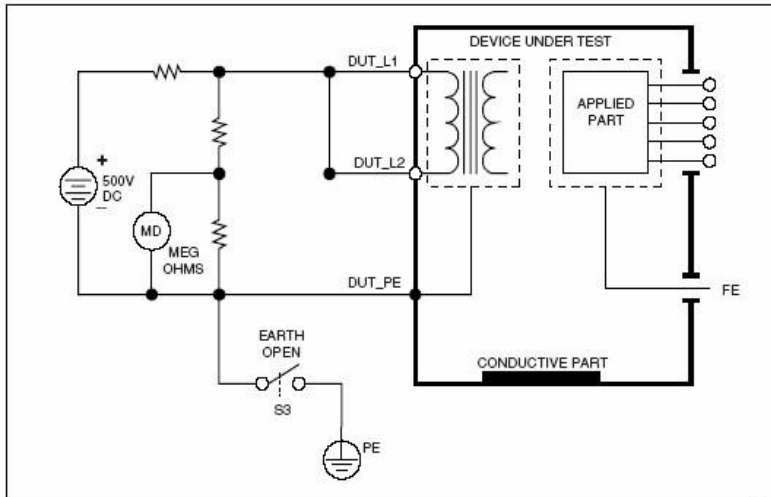 DEVICE UNDER TEST
DUT_L1
APPLIED
PART
DUT_L2
+
500V
DC
–
MD
MEG
OHMS
DUT_PE
FE
EARTH
OPEN
CONDUCTIVE PART
S3
PE